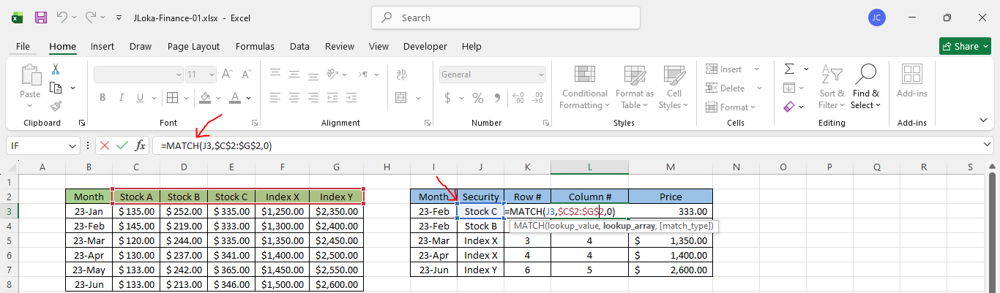 JLoka-Finance-01.xlsx - Excel
Search
JC
File Home Insert Draw Page Layout Formulas Data Review View Developer Help Share
11 A A ab General Insert
Paste B I U A $ % 9 Conditional Formatting Format as Table Cell Styles Delete Sort & Filter Find & Select Add-ins
Format
Clipboard Font Alignment Number Styles Cells Editing Add-ins
IF fx =MATCH(J3,$C$2:$G$2,0)
A B C D E F G H I J K L M N O P Q R S
1
2 Month Stock A Stock B Stock C Index X Index Y Month Security Row # Column # Price
3 23-Jan $ 135.00 $ 252.00 $ 335.00 $1,250.00 $2,350.00 23-Feb Stock C =MATCH(J3,$C$2:$G$2,0) 333.00
4 23-Feb $ 145.00 $ 219.00 $ 333.00 $1,300.00 $2,400.00 23-Feb Stock B MATCH(lookup_value, lookup_array, [match_type])
5 23-Mar $ 120.00 $ 244.00 $ 335.00 $1,350.00 $2,450.00 23-Mar Index X 3 4 $ 1,350.00
6 23-Apr $ 130.00 $ 237.00 $ 341.00 $1,400.00 $2,500.00 23-Apr Index X 4 4 $ 1,400.00
7 23-May $ 133.00 $ 242.00 $ 365.00 $1,450.00 $2,550.00 23-Jun Index Y 6 5 $ 2,600.00
8 23-Jun $ 133.00 $ 213.00 $ 346.00 $1,500.00 $2,600.00